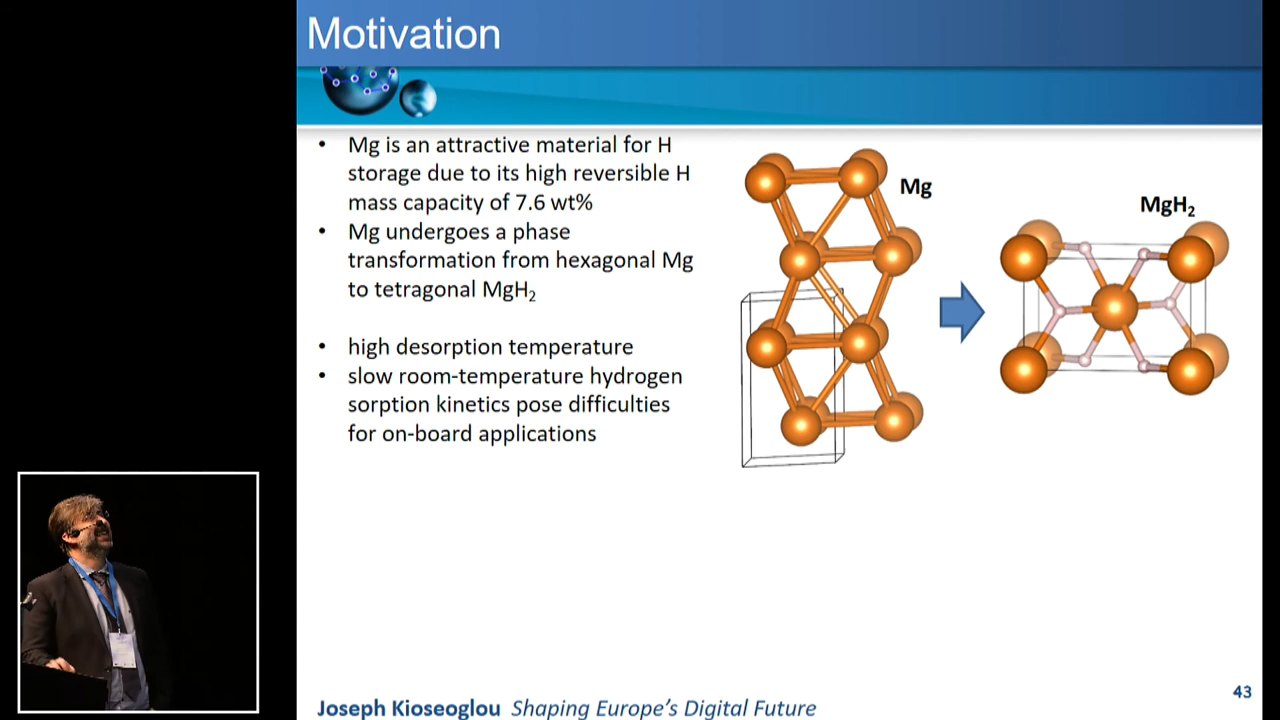 Motivation
• Mg is an attractive material for H
storage due to its high reversible H
mass capacity of 7.6 wt%
• Mg undergoes a phase
transformation from hexagonal Mg
to tetragonal MgH₂
• high desorption temperature
• slow room-temperature hydrogen
sorption kinetics pose difficulties
for on-board applications
Mg
MgH₂
43
Joseph Kioseoglou Shaping Europe's Digital Future